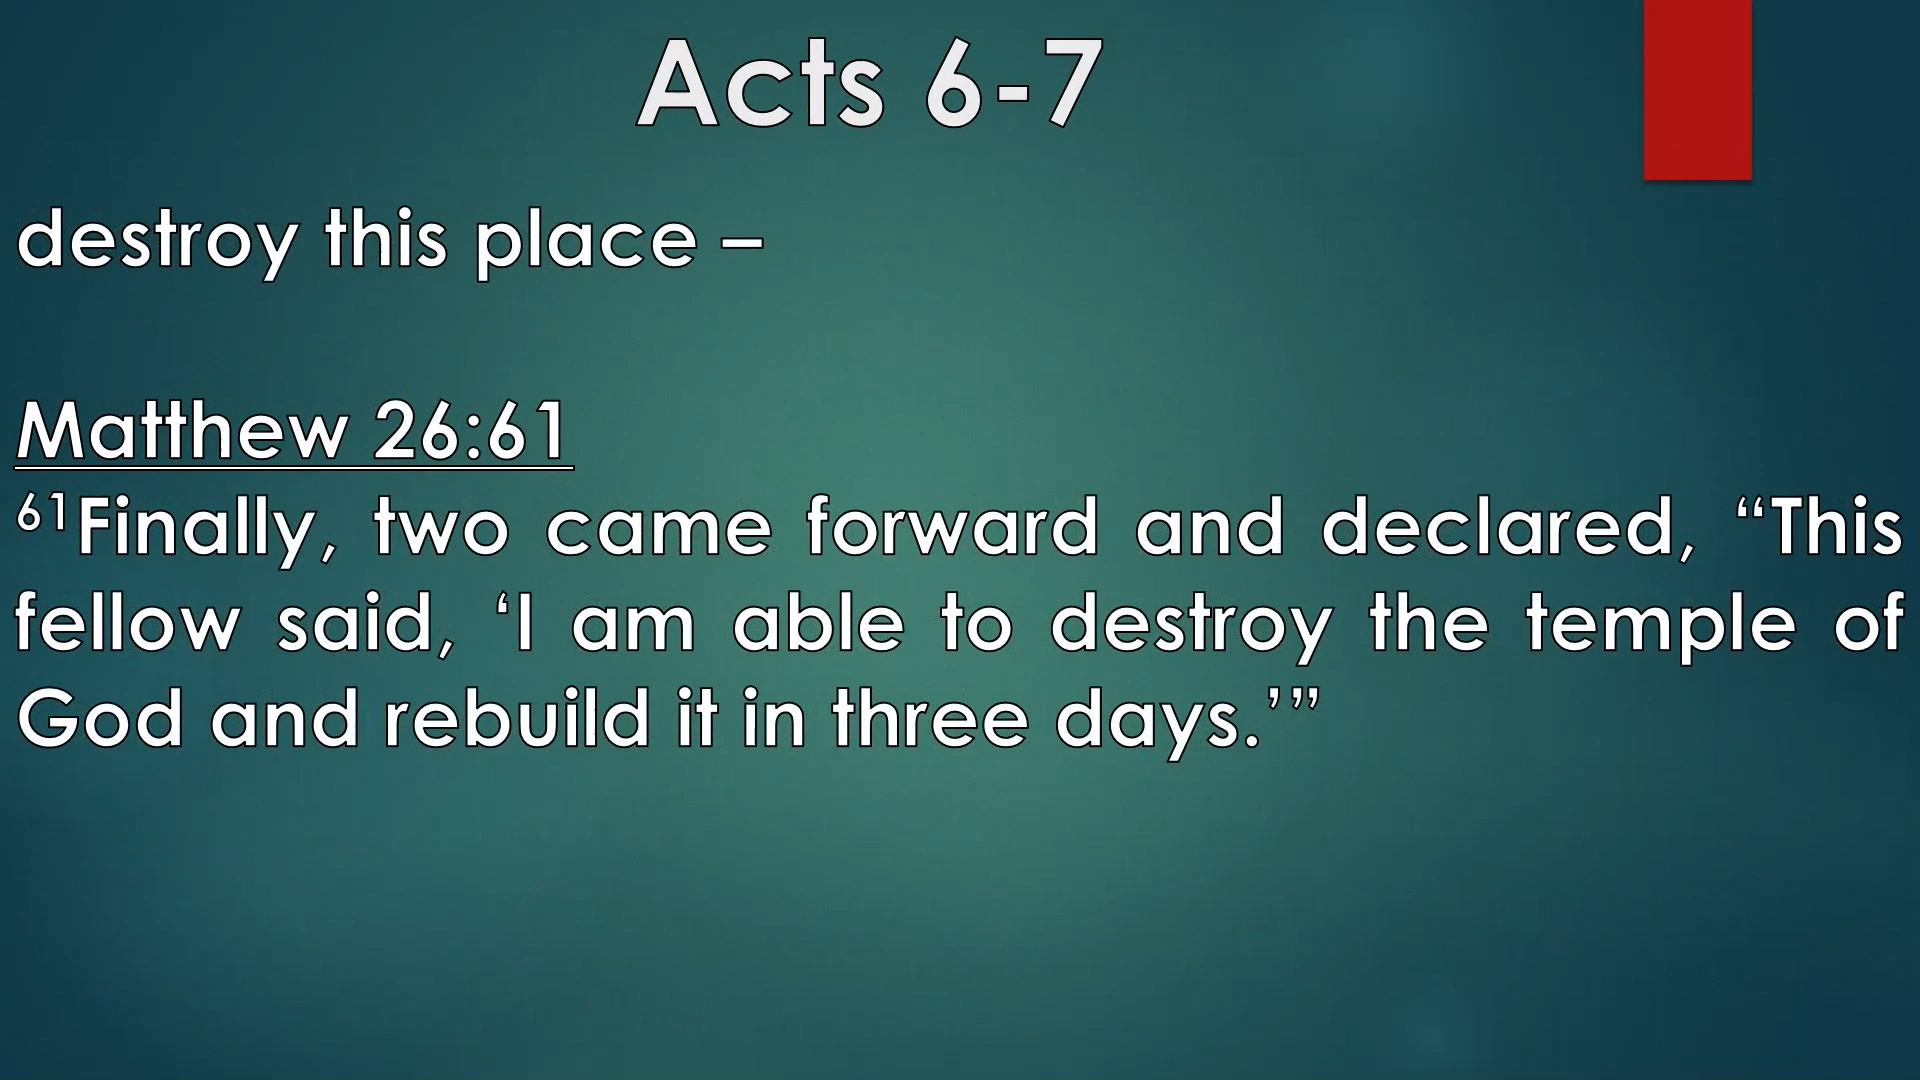 Acts 6-7
destroy this place –
Matthew 26:61
⁶¹Finally, two came forward and declared, “This
fellow said, ‘I am able to destroy the temple of
God and rebuild it in three days.’”